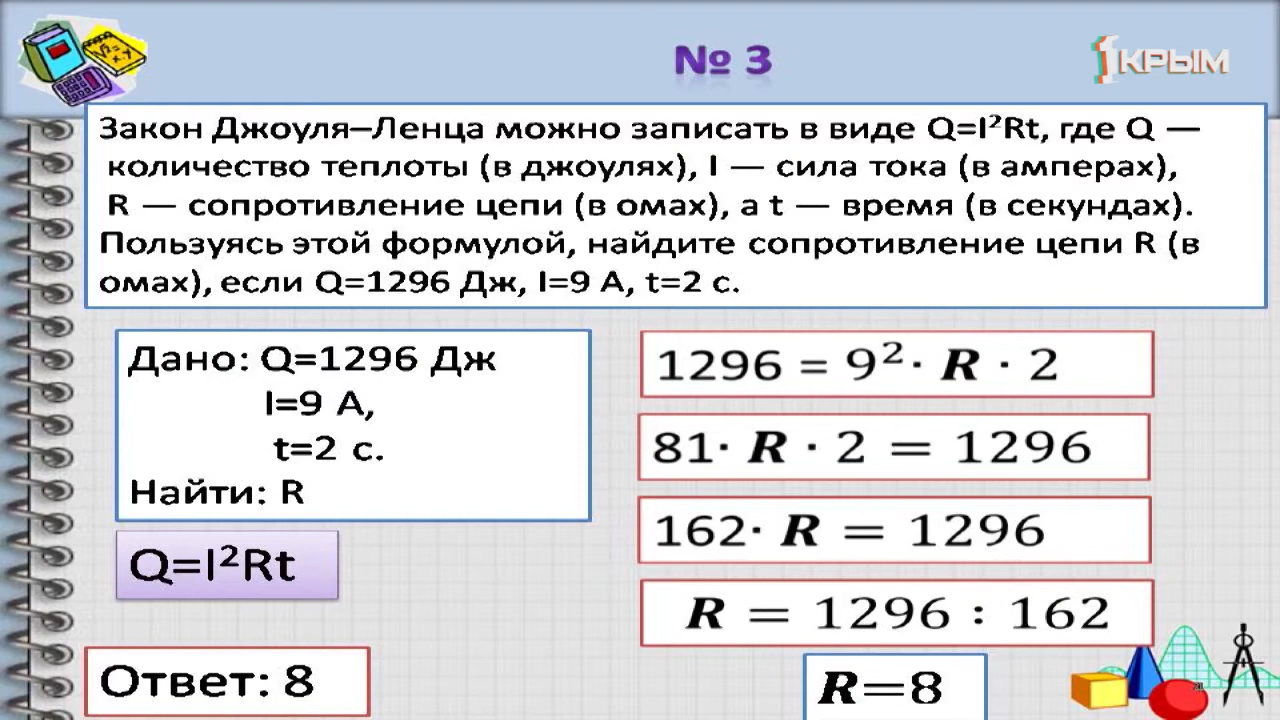 № 3
1КРЫМ
Закон Джоуля–Ленца можно записать в виде Q=I²Rt, где Q —
количество теплоты (в джоулях), I — сила тока (в амперах),
R — сопротивление цепи (в омах), а t — время (в секундах).
Пользуясь этой формулой, найдите сопротивление цепи R (в
омах), если Q=1296 Дж, I=9 А, t=2 с.
Дано: Q=1296 Дж
I=9 А,
t=2 с.
Найти: R
Q=I²Rt
Ответ: 8
1296 = 9²· R · 2
81· R · 2 = 1296
162· R = 1296
R = 1296 : 162
R=8